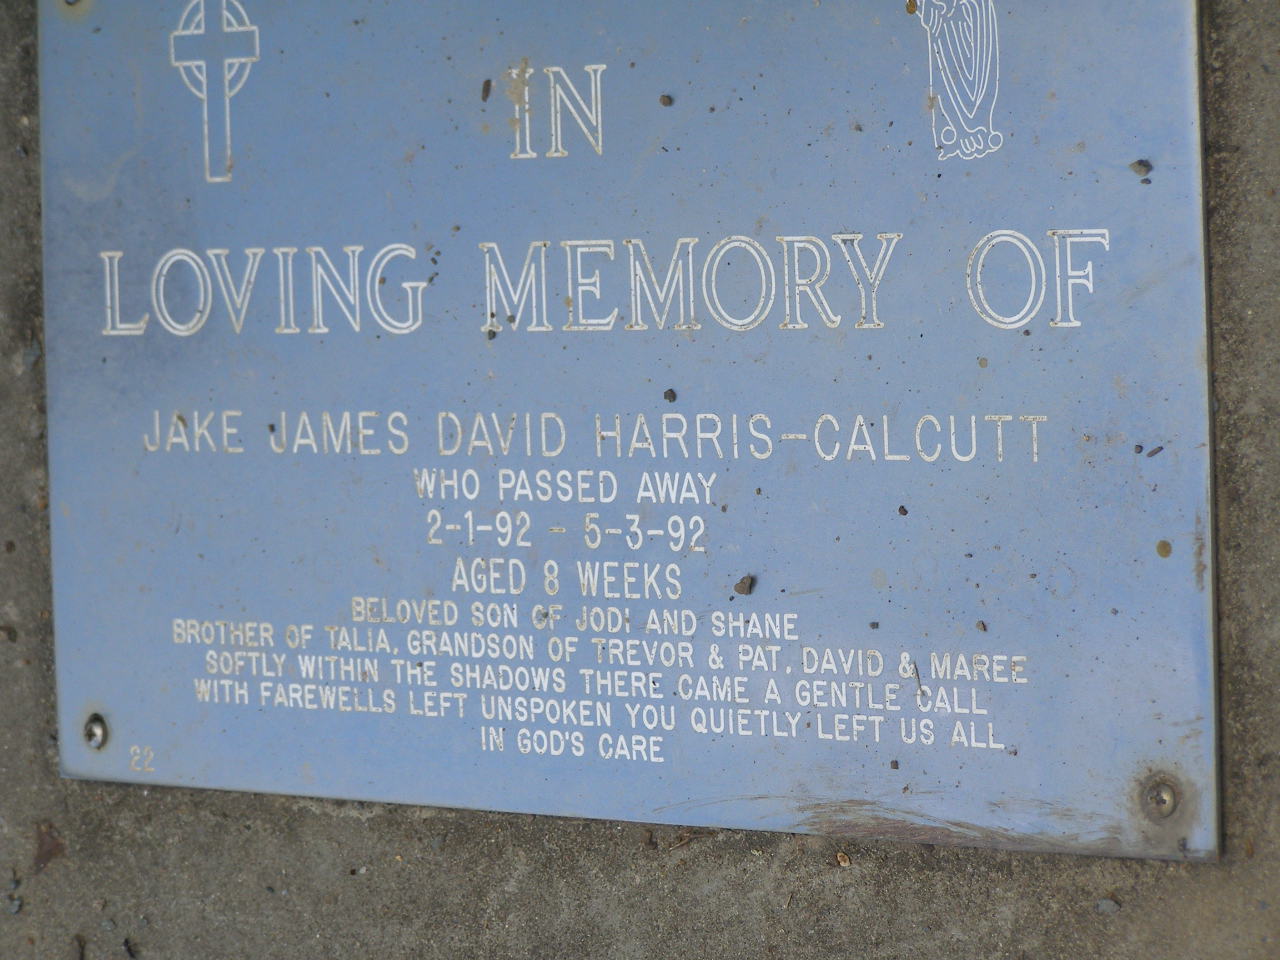 IN
LOVING MEMORY OF
JAKE JAMES DAVID HARRIS-CALCUTT
WHO PASSED AWAY
2-1-92 - 5-3-92
AGED 8 WEEKS
BELOVED SON OF JODI AND SHANE
BROTHER OF TALIA, GRANDSON OF TREVOR & PAT, DAVID & MAREE
SOFTLY WITHIN THE SHADOWS THERE CAME A GENTLE CALL
WITH FAREWELLS LEFT UNSPOKEN YOU QUIETLY LEFT US ALL
IN GOD'S CARE
22